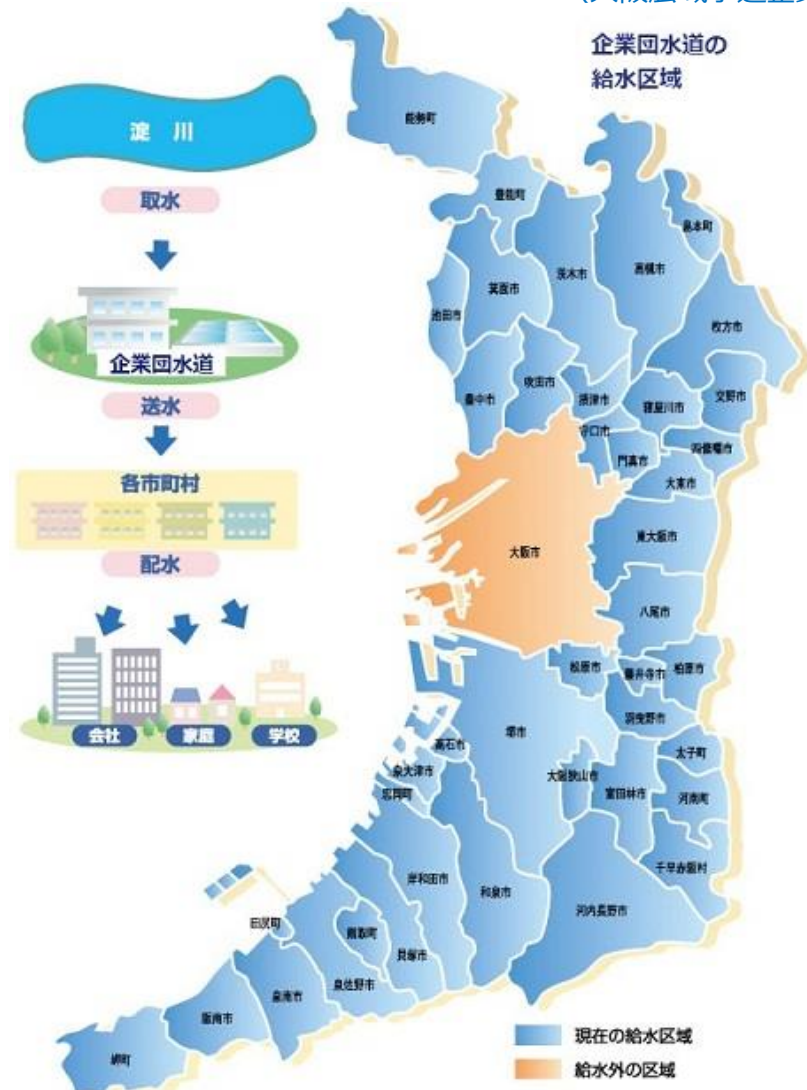 企業団水道の
給水区域
淀 川
取水
企業団水道
送水
各市町村
配水
会社
家庭
学校
能勢町
豊能町
島本町
高槻市
茨木市
箕面市
池田市
枚方市
交野市
寝屋川市
摂津市
吹田市
豊中市
守口市
門真市
四條畷市
大東市
大阪市
東大阪市
八尾市
松原市
藤井寺市
柏原市
羽曳野市
太子町
堺市
高石市
泉大津市
忠岡町
大阪狭山市
富田林市
河南町
千早赤阪村
岸和田市
和泉市
河内長野市
田尻町
熊取町
貝塚市
泉佐野市
泉南市
阪南市
岬町
現在の給水区域
給水外の区域